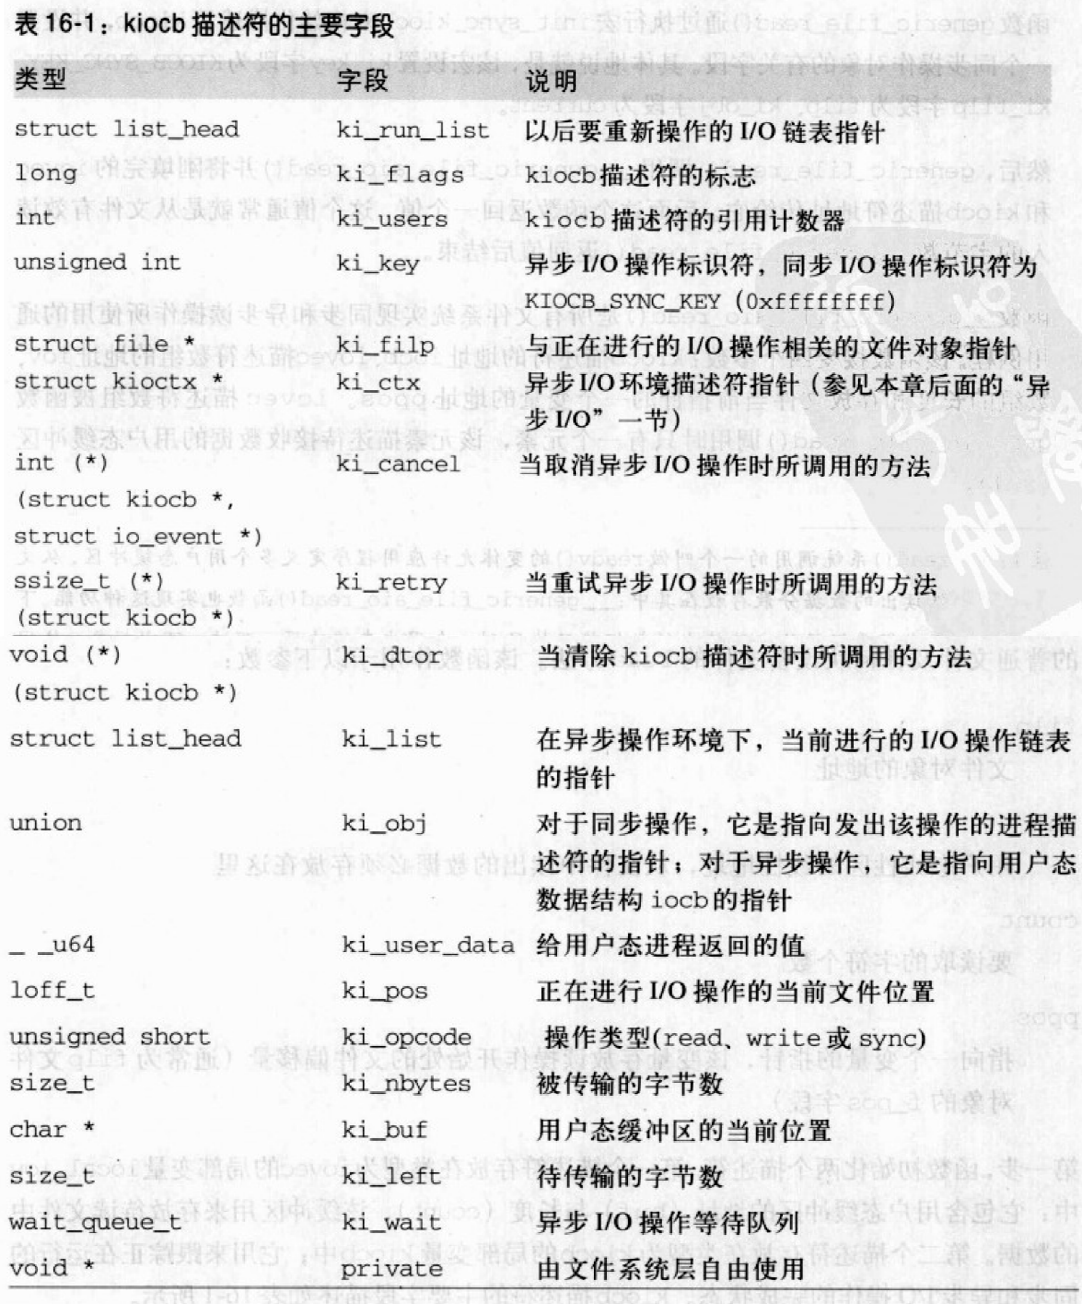 表 16-1，kiocb 描述符的主要字段
类型 字段 说明
struct list_head ki_run_list 以后要重新操作的 I/O 链表指针
long ki_flags kiocb描述符的标志
int ki_users kiocb 描述符的引用计数器
unsigned int ki_key 异步 I/O 操作标识符，同步 I/O 操作标识符为
KIOCB_SYNC_KEY (0xffffffff)
struct file * ki_filp 与正在进行的 I/O 操作相关的文件对象指针
struct kioctx * ki_ctx 异步 I/O 环境描述符指针（参见本章后面的“异
步 I/O”一节）
int (*) ki_cancel 当取消异步 I/O 操作时所调用的方法
(struct kiocb *,
struct io_event *)
ssize_t (*) ki_retry 当重试异步 I/O 操作时所调用的方法
(struct kiocb *)
void (*) ki_dtor 当清除 kiocb 描述符时所调用的方法
(struct kiocb *)
struct list_head ki_list 在异步操作环境下，当前进行的 I/O 操作链表
的指针
union ki_obj 对于同步操作，它是指向发出该操作的进程描
述符的指针；对于异步操作，它是指向用户态
数据结构 iocb 的指针
_ _u64 ki_user_data 给用户态进程返回的值
loff_t ki_pos 正在进行 I/O 操作的当前文件位置
unsigned short ki_opcode 操作类型(read、write 或 sync)
size_t ki_nbytes 被传输的字节数
char * ki_buf 用户态缓冲区的当前位置
size_t ki_left 待传输的字节数
wait_queue_t ki_wait 异步 I/O 操作等待队列
void * private 由文件系统层自由使用